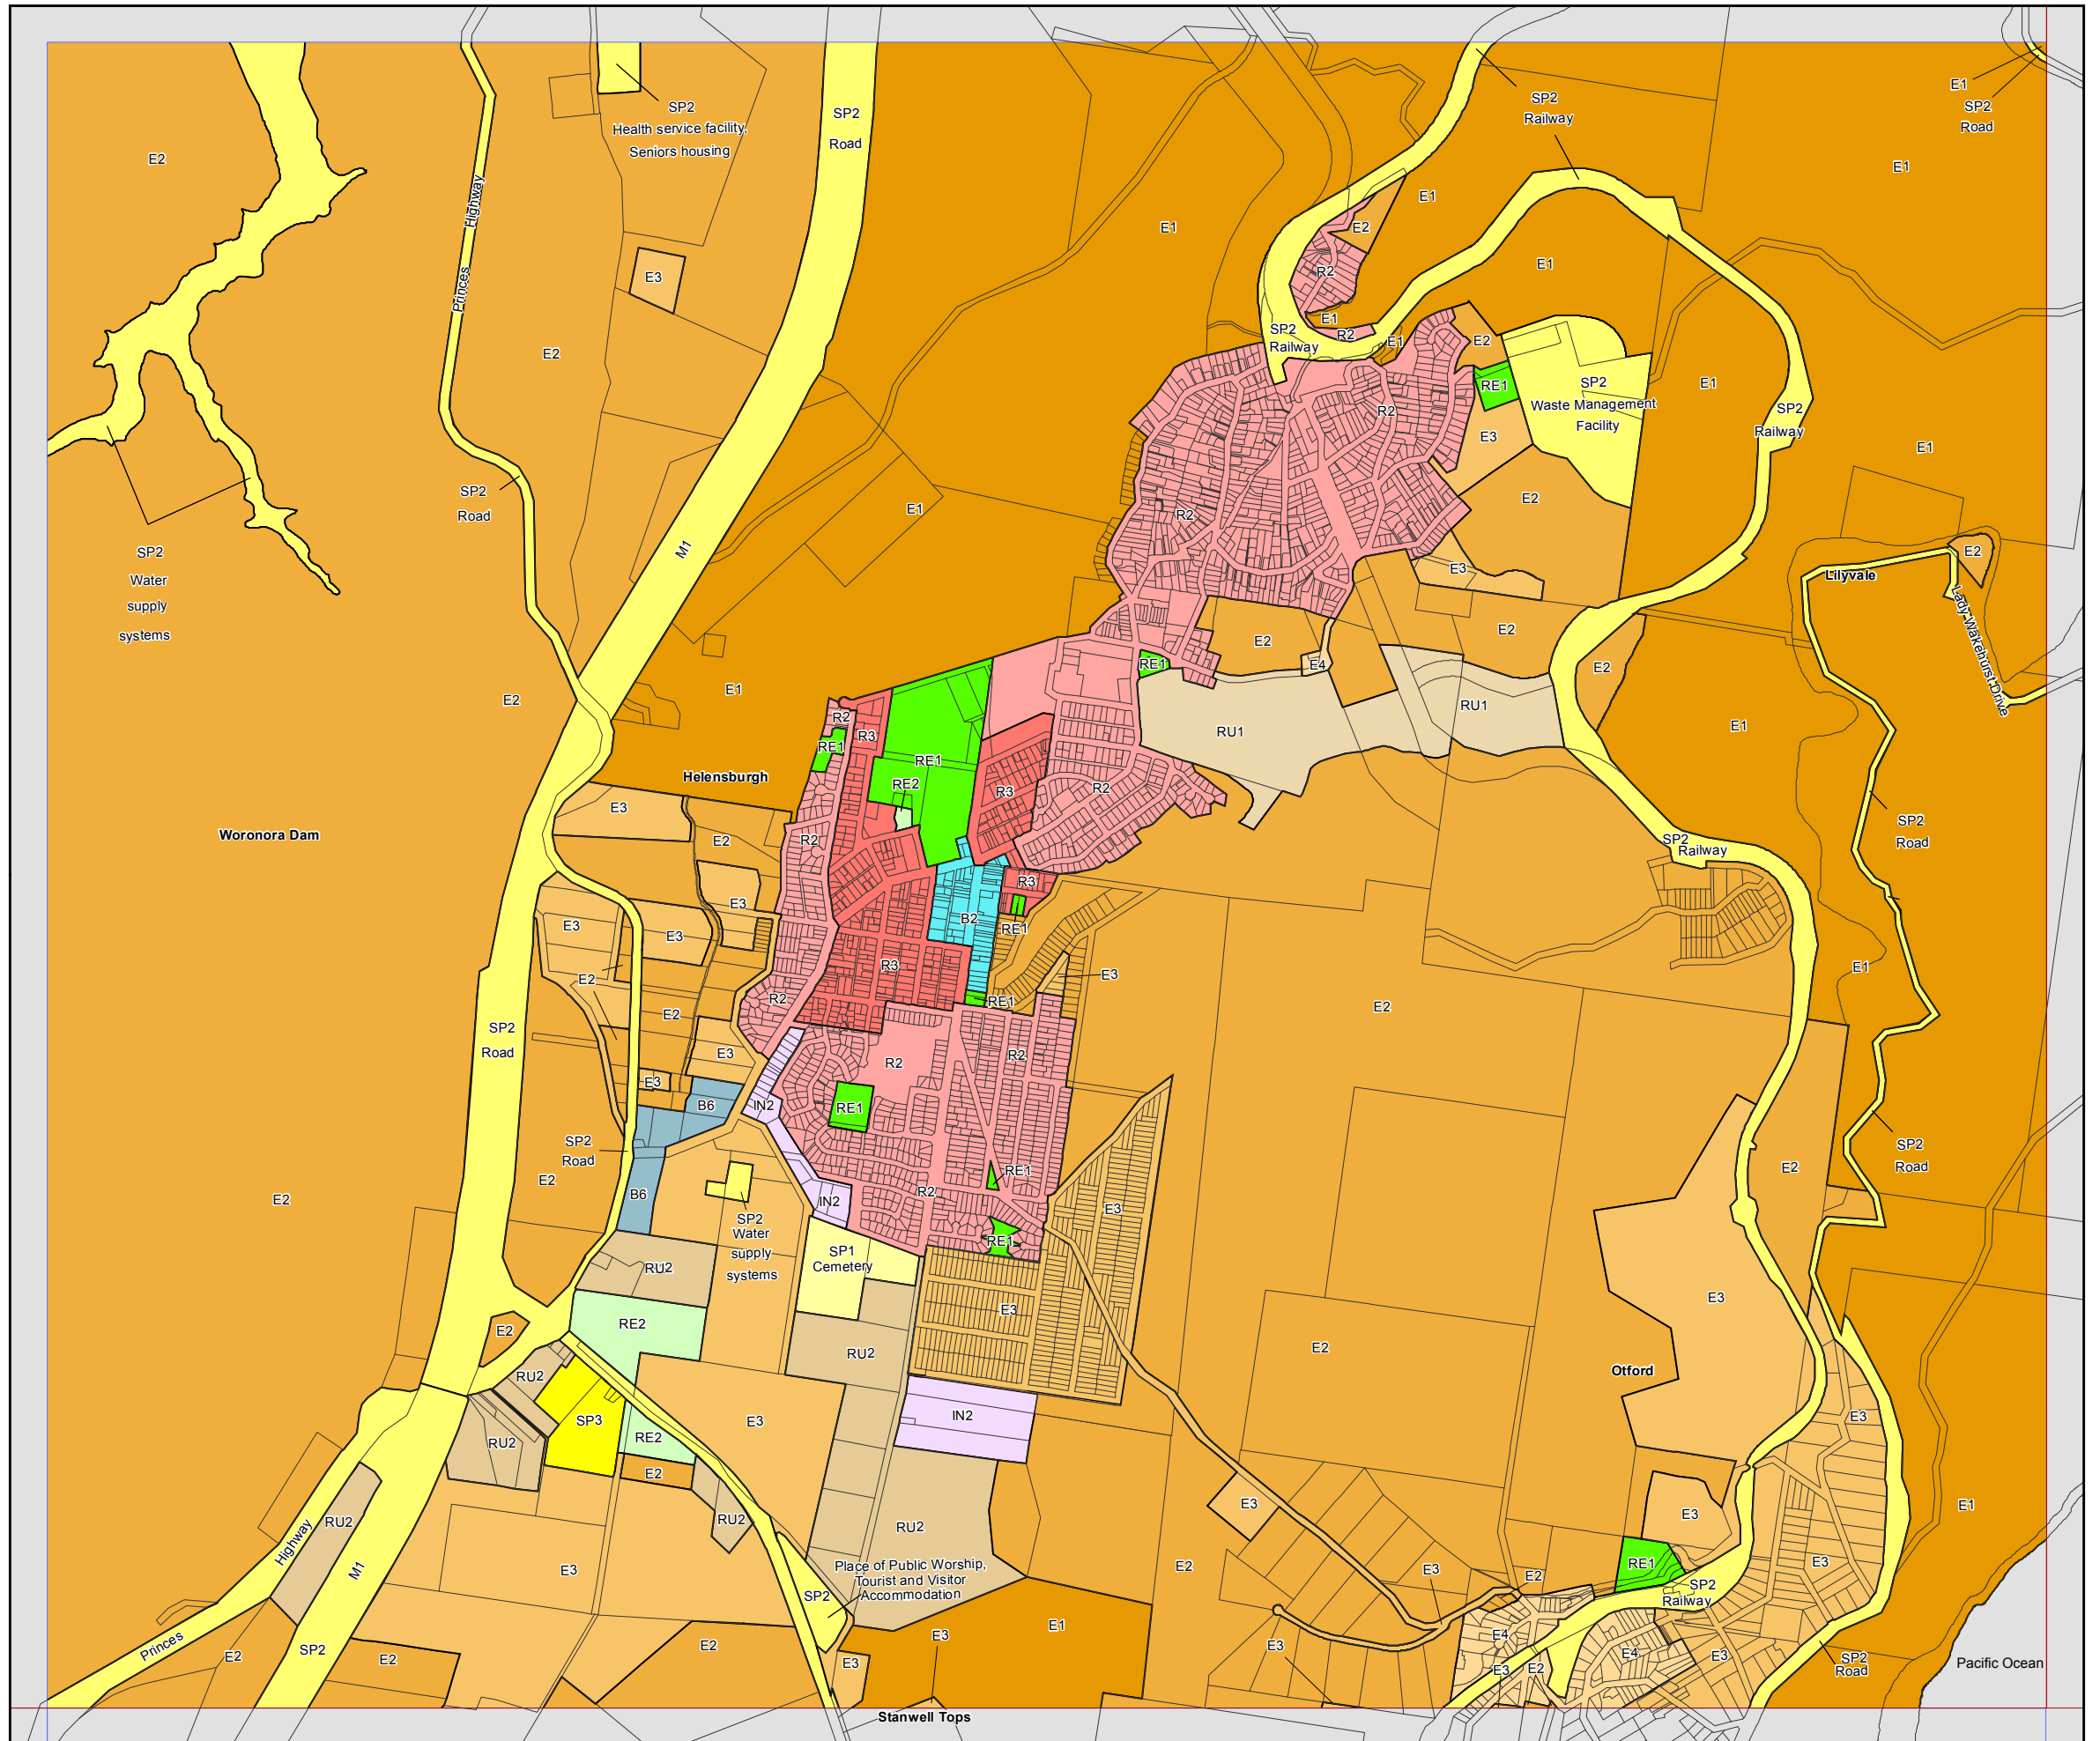 SP2
Health service facility,
Seniors housing
SP2
Road
SP2
Railway
E1
SP2
Road
E2
E1
E1
E1
E2
Princes
Highway
R2
E1
E3
E1
SP2
Railway
R2
E1
E2
E2
RE1
SP2
Waste Management
Facility
E1
SP2
Railway
R2
E3
E1
SP2
Road
E1
R2
E2
M1
SP2
Water
supply
systems
E3
E2
Lilyvale
Lady Wakehurst Drive
E2
E2
E2
RE1
E4
E2
E1
RU1
RU1
E1
R2
R3
RE1
RE1
Helensburgh
RE2
R3
R2
E3
Woronora Dam
E2
R2
SP2
Railway
SP2
Road
R3
E3
E3
E3
B2
RE1
R3
E3
E2
E1
E2
R2
RE1
E2
E2
SP2
Road
E3
R2
R2
E3
B6
IN2
RE1
SP2
Road
SP2
Road
E2
RE1
E2
B6
IN2
R2
E3
E2
SP2
Water
supply
systems
RE1
SP1
Cemetery
RU2
E3
E3
RE2
E2
RU2
E2
Otford
RU2
SP3
RE2
E3
IN2
E3
RU2
E2
E3
E3
E1
RU2
RU2
RU2
Highway
M1
E3
Place of Public Worship,
Tourist and Visitor
Accommodation
SP2
E2
E3
E2
RE1
SP2
Railway
E3
Princes
E2
SP2
E2
E2
E3
E3
E1
E3
E4
E3
E2
E4
E3
SP2
Road
Pacific Ocean
Stanwell Tops